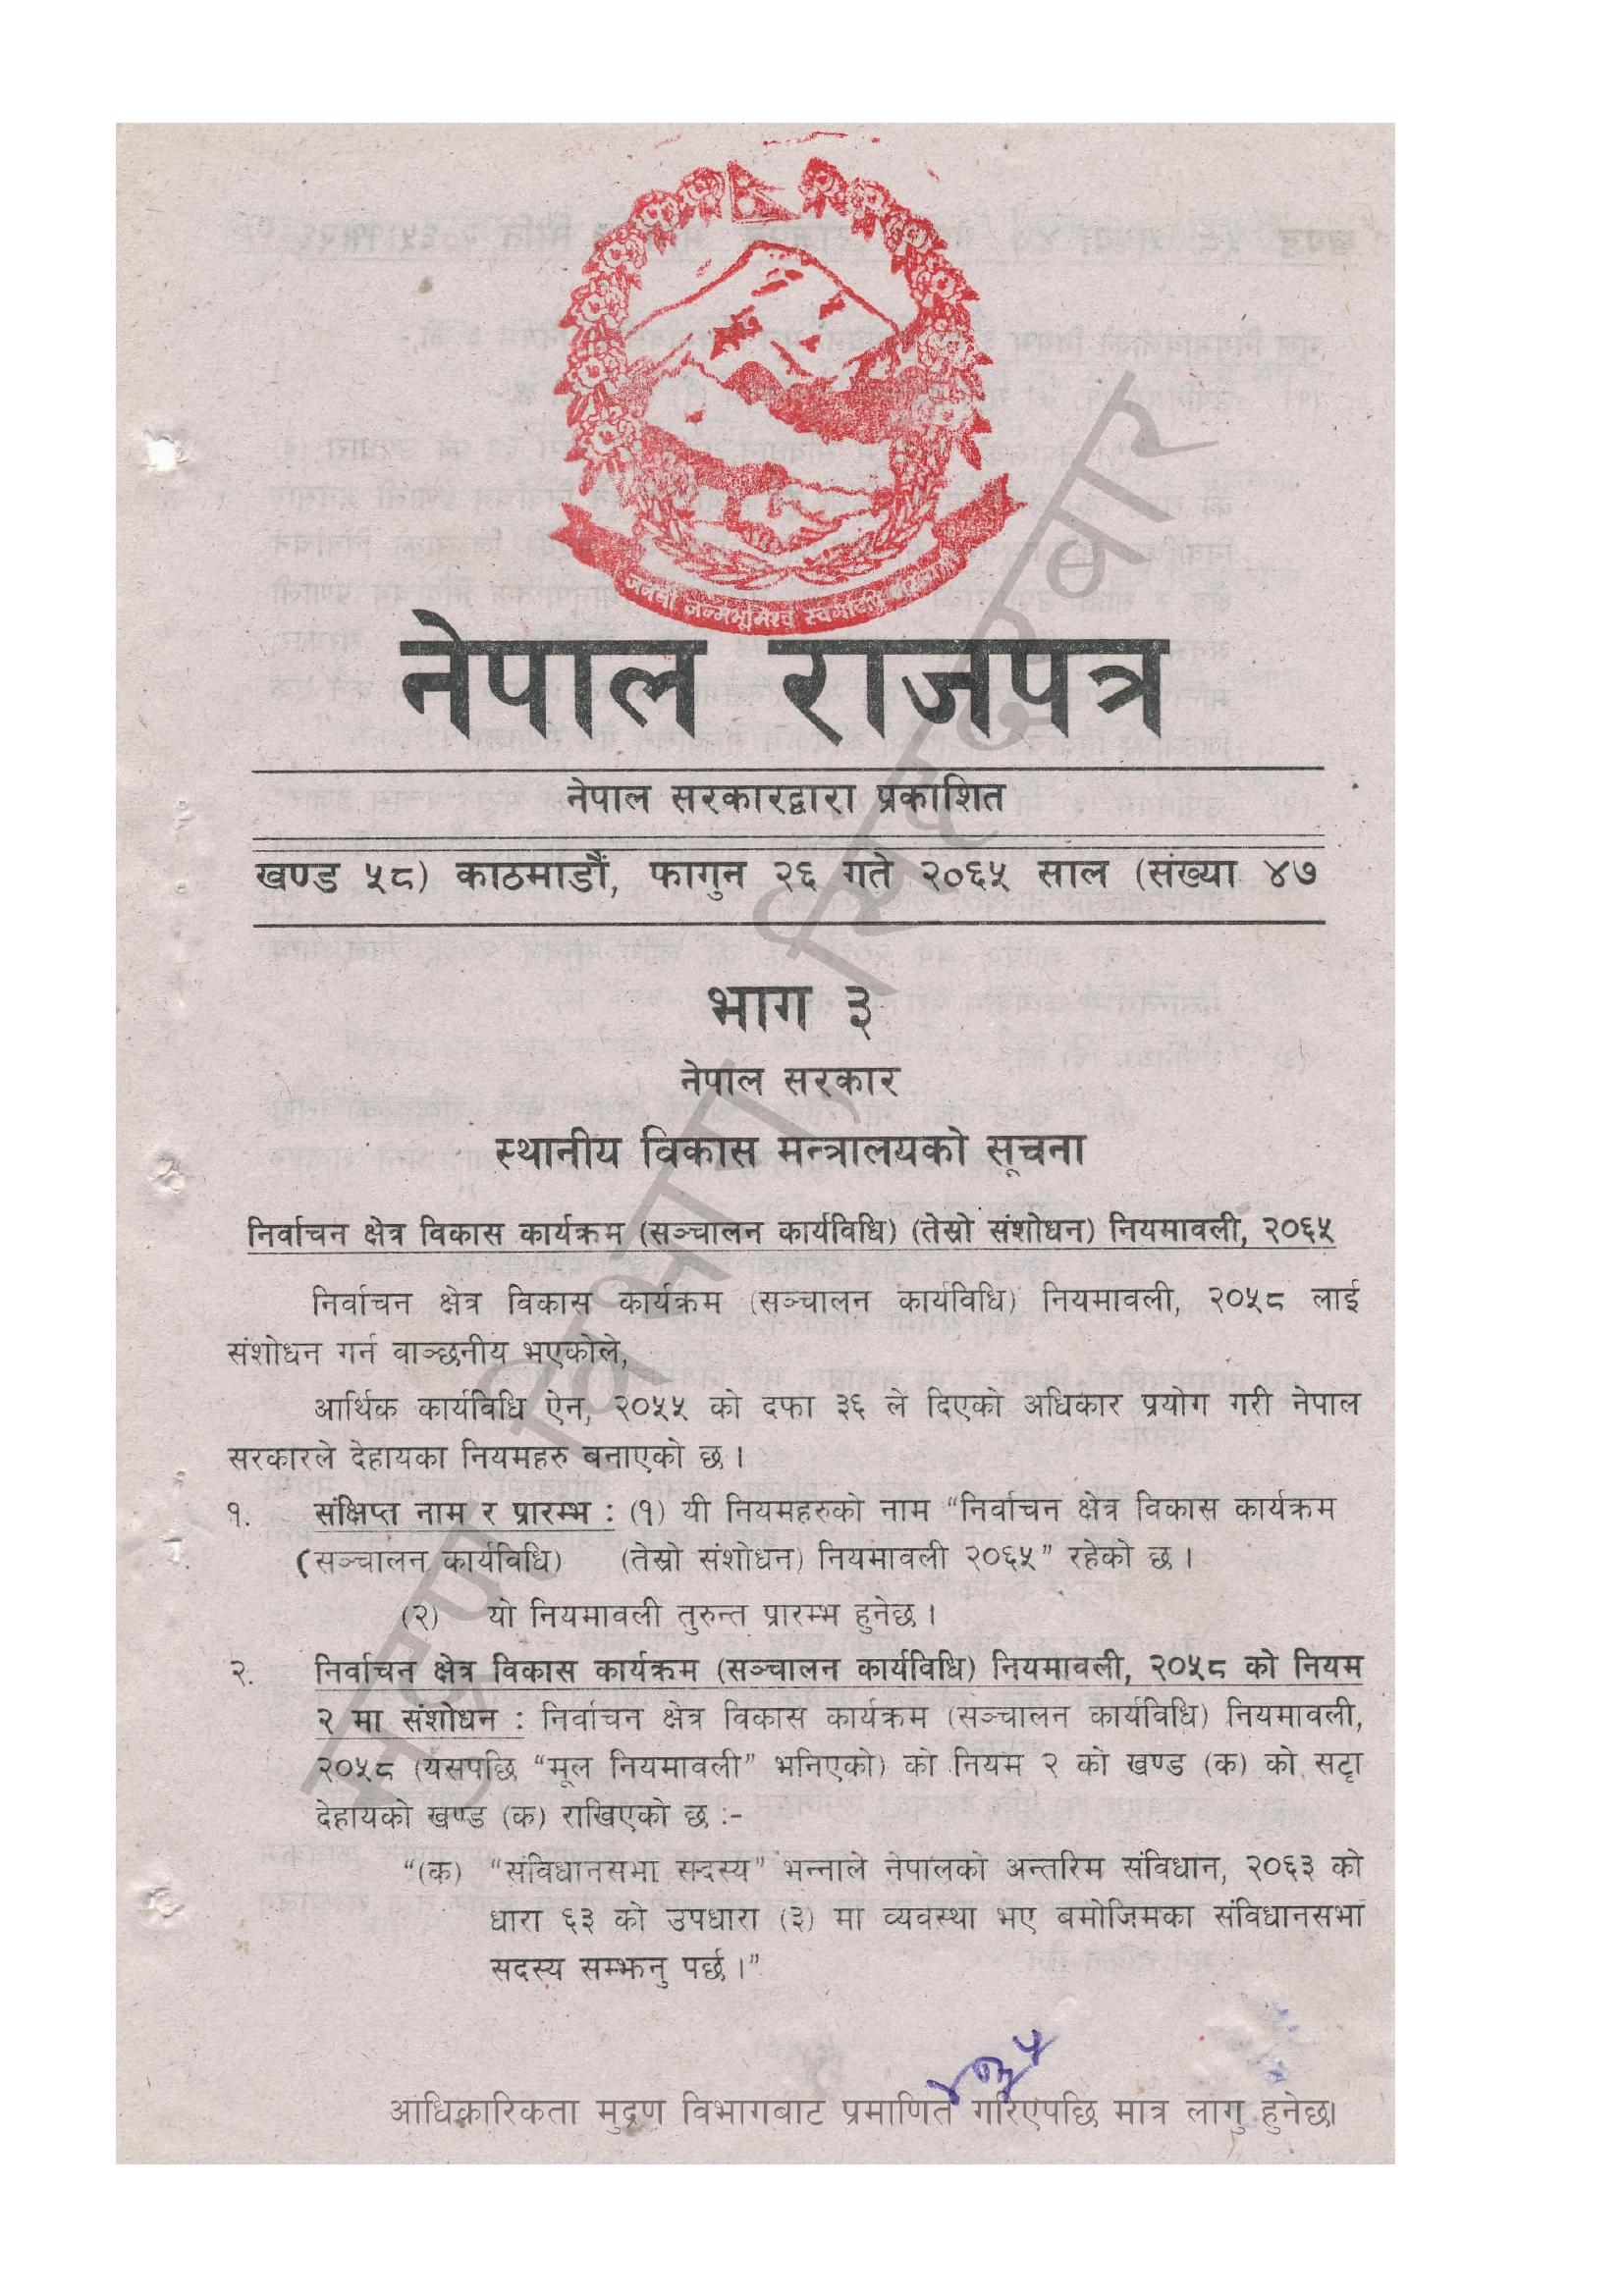 जननी जन्मभूमिश्च स्वर्गादपि
नेपाल राजपत्र
नेपाल सरकारद्वारा प्रकाशित
खण्ड ५८) काठमाडौं, फागुन २६ गते २०६५ साल (संख्या ४७
भाग ३
नेपाल सरकार
स्थानीय विकास मन्त्रालयको सूचना
निर्वाचन क्षेत्र विकास कार्यक्रम (सञ्चालन कार्यविधि) (तेस्रो संशोधन) नियमावली, २०६५
निर्वाचन क्षेत्र विकास कार्यक्रम (सञ्चालन कार्यविधि) नियमावली, २०५८ लाई
संशोधन गर्न वाञ्छनीय भएकोले,
आर्थिक कार्यविधि ऐन, २०५५ को दफा ३६ ले दिएको अधिकार प्रयोग गरी नेपाल
सरकारले देहायका नियमहरु बनाएको छ ।
१. संक्षिप्त नाम र प्रारम्भ : (१) यी नियमहरुको नाम “निर्वाचन क्षेत्र विकास कार्यक्रम
(सञ्चालन कार्यविधि) (तेस्रो संशोधन) नियमावली २०६५” रहेको छ ।
(२) यो नियमावली तुरुन्त प्रारम्भ हुनेछ ।
२. निर्वाचन क्षेत्र विकास कार्यक्रम (सञ्चालन कार्यविधि) नियमावली, २०५८ को नियम
२ मा संशोधन : निर्वाचन क्षेत्र विकास कार्यक्रम (सञ्चालन कार्यविधि) नियमावली,
२०५८ (यसपछि “मूल नियमावली” भनिएको) को नियम २ को खण्ड (क) को सट्टा
देहायको खण्ड (क) राखिएको छ :-
“(क) “संविधानसभा सदस्य” भन्नाले नेपालको अन्तरिम संविधान, २०६३ को
धारा ६३ को उपधारा (३) मा व्यवस्था भए बमोजिमका संविधानसभा
सदस्य सम्झनु पर्छ ।”
आधिकारिकता मुद्रण विभागबाट प्रमाणित गरिएपछि मात्र लागु हुनेछ।
मुद्रण विभाग, सिंहदरबार